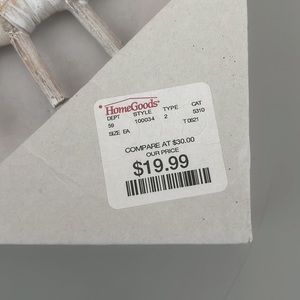 HomeGoods®
DEPT STYLE TYPE CAT
59 100034 2 5310
SIZE EA T0521
COMPARE AT $30.00
OUR PRICE
$19.99